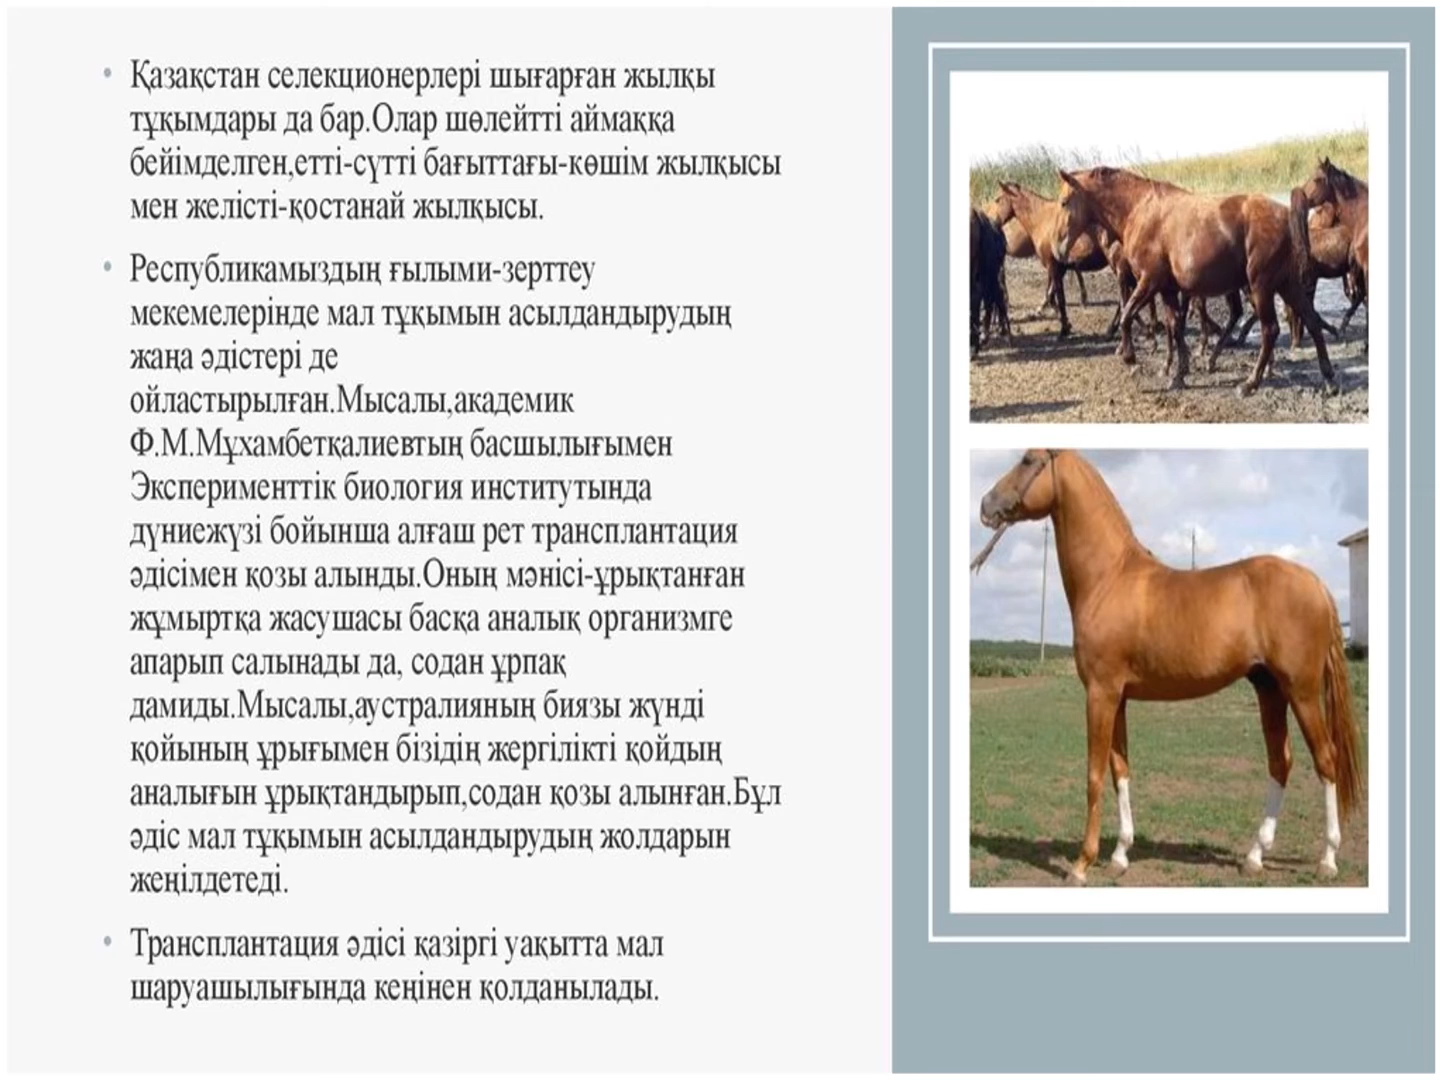 • Қазақстан селекционерлері шығарған жылқы
тұқымдары да бар.Олар шөлейтті аймаққа
бейімделген,етті-сүтті бағыттағы-көшім жылқысы
мен желісті-қостанай жылқысы.
• Республикамыздың ғылыми-зерттеу
мекемелерінде мал тұқымын асылдандырудың
жаңа әдістері де
ойластырылған.Мысалы,академик
Ф.М.Мұхамбетқалиевтың басшылығымен
Эксперименттік биология институтында
дүниежүзі бойынша алғаш рет трансплантация
әдісімен қозы алынды.Оның мәнісі-ұрықтанған
жұмыртқа жасушасы басқа аналық организмге
апарып салынады да, содан ұрпақ
дамиды.Мысалы,аустралияның биязы жүнді
қойының ұрығымен бізідің жергілікті қойдың
аналығын ұрықтандырып,содан қозы алынған.Бұл
әдіс мал тұқымын асылдандырудың жолдарын
жеңілдетеді.
• Трансплантация әдісі қазіргі уақытта мал
шаруашылығында кеңінен қолданылады.